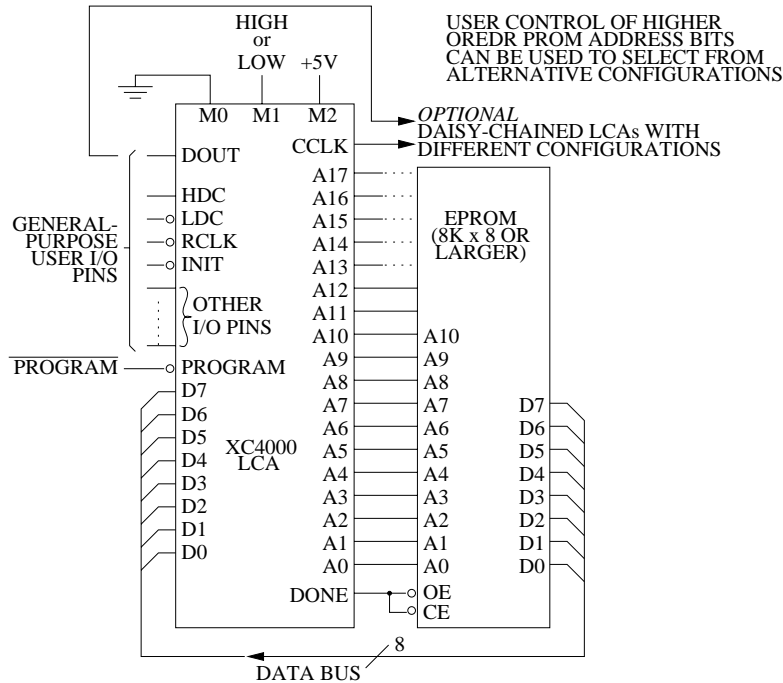 HIGH
or
LOW
+5V
USER CONTROL OF HIGHER
OREDR PROM ADDRESS BITS
CAN BE USED TO SELECT FROM
ALTERNATIVE CONFIGURATIONS
M0 M1 M2
OPTIONAL
DAISY-CHAINED LCAs WITH
DIFFERENT CONFIGURATIONS
DOUT
CCLK
HDC
LDC
RCLK
INIT
GENERAL-
PURPOSE
USER I/O
PINS
OTHER
I/O PINS
PROGRAM
PROGRAM
D7
D6
D5
D4
D3
D2
D1
D0
XC4000
LCA
A17
A16
A15
A14
A13
A12
A11
A10
A9
A8
A7
A6
A5
A4
A3
A2
A1
A0
DONE
EPROM
(8K x 8 OR
LARGER)
A10
A9
A8
A7
A6
A5
A4
A3
A2
A1
A0
OE
CE
D7
D6
D5
D4
D3
D2
D1
D0
8
DATA BUS